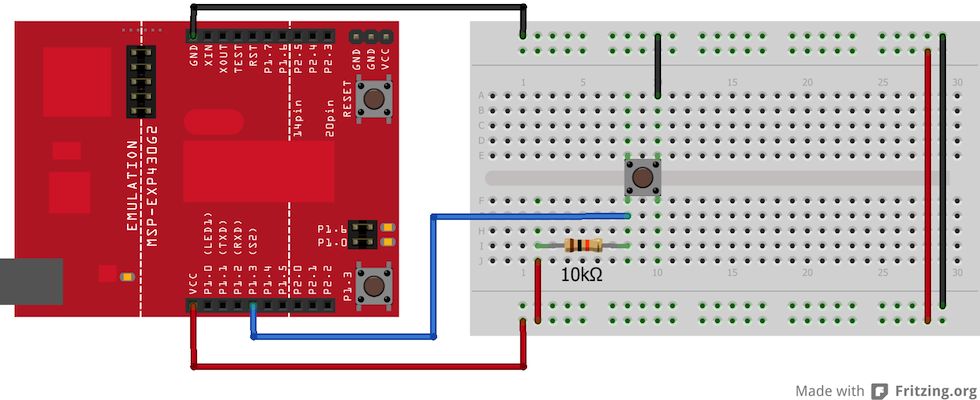 GND
XIN
XOUT
TEST
RST
P1.7
P1.6
P2.5
P2.4
P2.3
GND
GND
VCC
RESET
14pin
20pin
EMULATION
MSP-EXP430G2
VCC
P1.0 (LED1)
P1.1 (TXD)
P1.2 (RXD)
P1.3 (S2)
P1.4
P1.5
P2.0
P2.1
P2.2
P1.6
P1.0
P1.3
1 5 10 15 20 25 30
A
B
C
D
E
F
H
I
J
1 10 15 20 25 30
10kΩ
Made with Fritzing.org